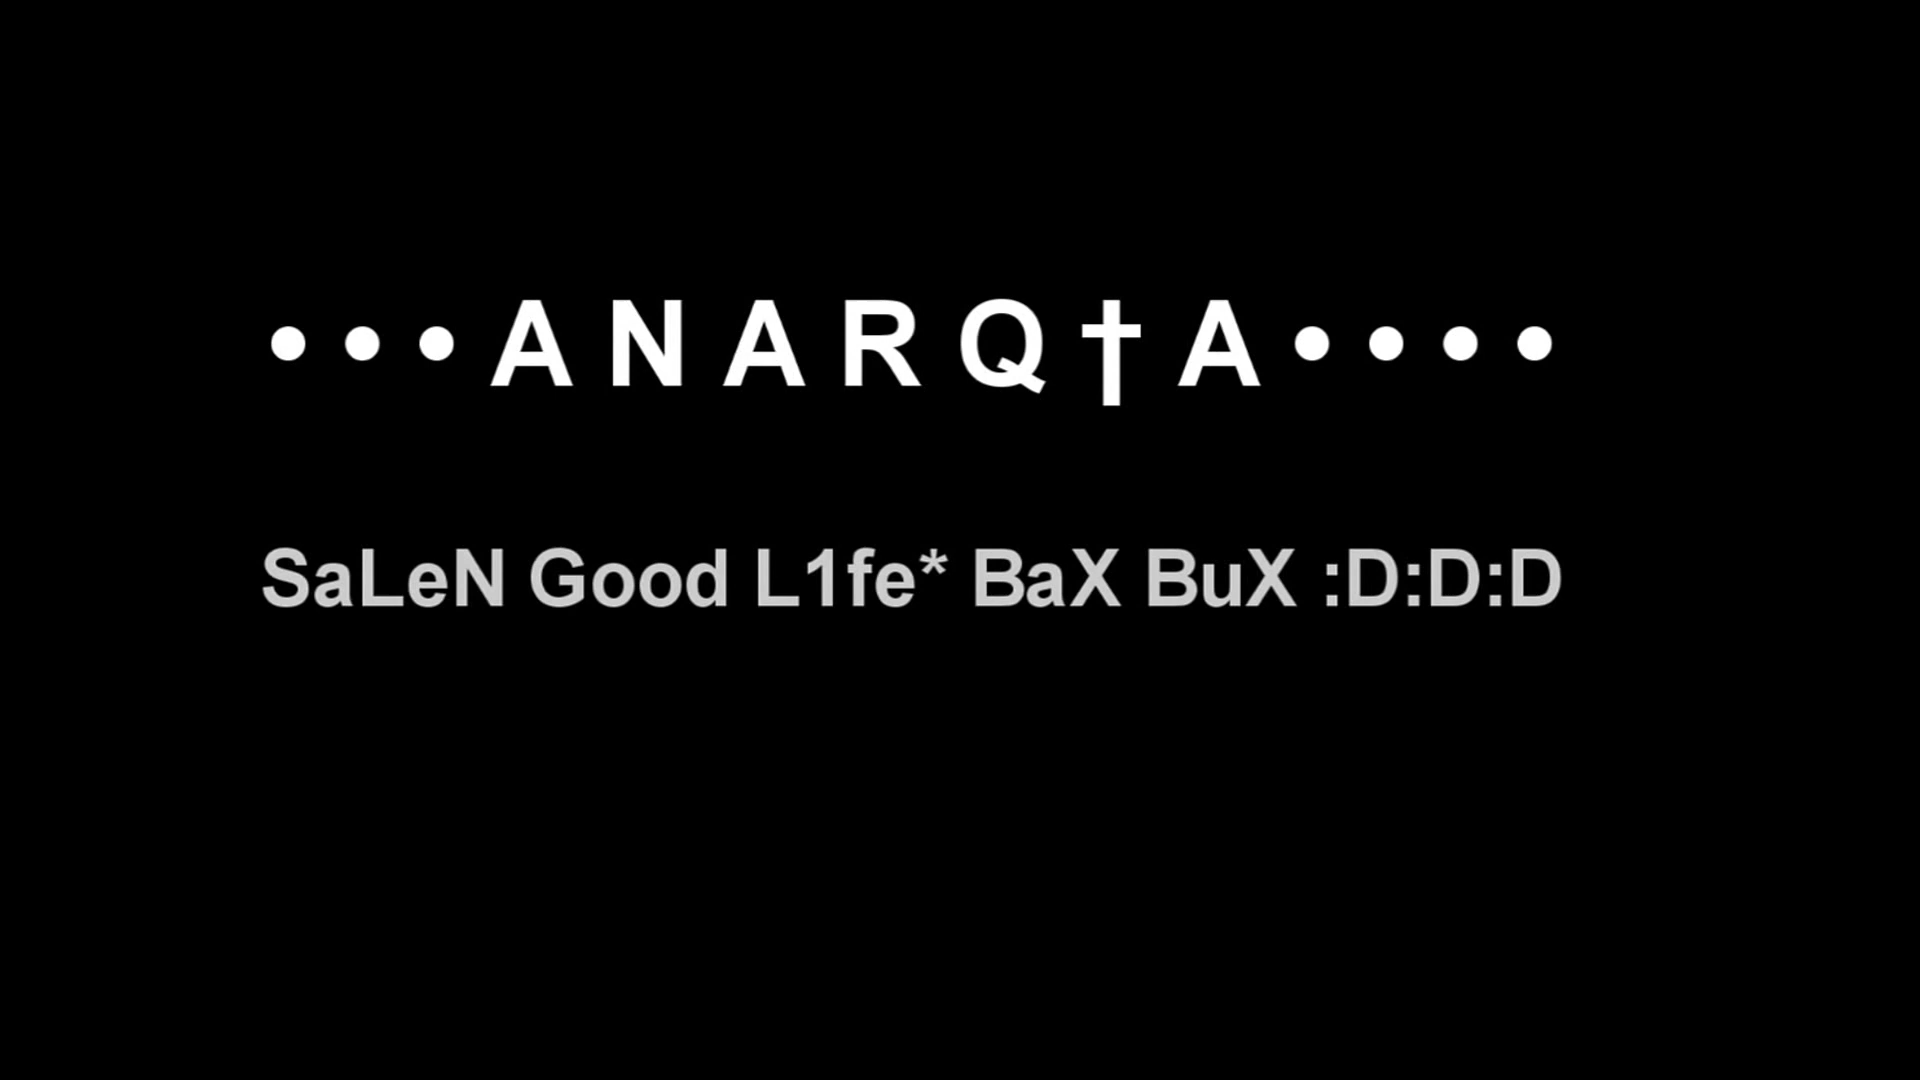 • • • A N A R Q † A • • • •
SaLeN Good L1fe* BaX BuX :D:D:D